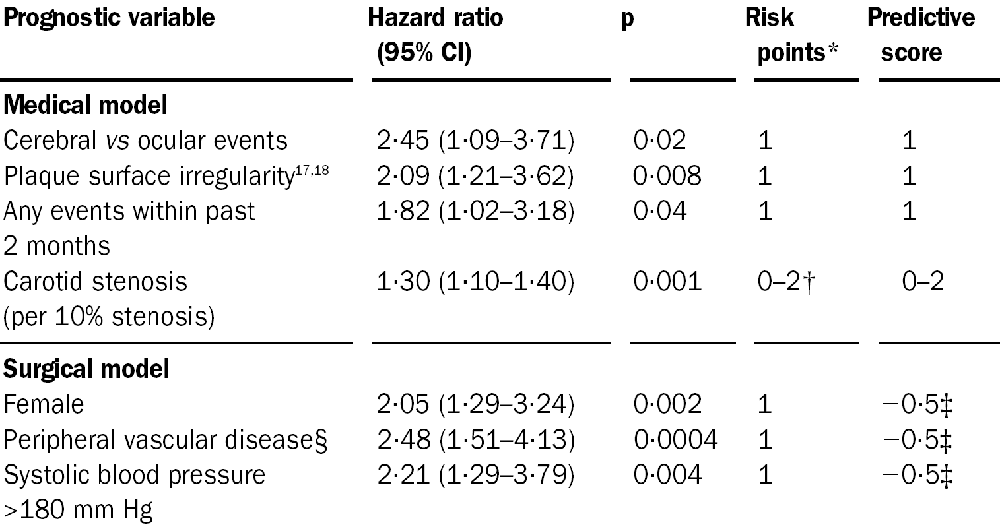 Prognostic variable Hazard ratio p Risk Predictive
(95% CI) points* score
Medical model
Cerebral vs ocular events 2·45 (1·09–3·71) 0·02 1 1
Plaque surface irregularity17,18 2·09 (1·21–3·62) 0·008 1 1
Any events within past 1·82 (1·02–3·18) 0·04 1 1
2 months
Carotid stenosis 1·30 (1·10–1·40) 0·001 0–2† 0–2
(per 10% stenosis)
Surgical model
Female 2·05 (1·29–3·24) 0·002 1 −0·5‡
Peripheral vascular disease§ 2·48 (1·51–4·13) 0·0004 1 −0·5‡
Systolic blood pressure 2·21 (1·29–3·79) 0·004 1 −0·5‡
>180 mm Hg